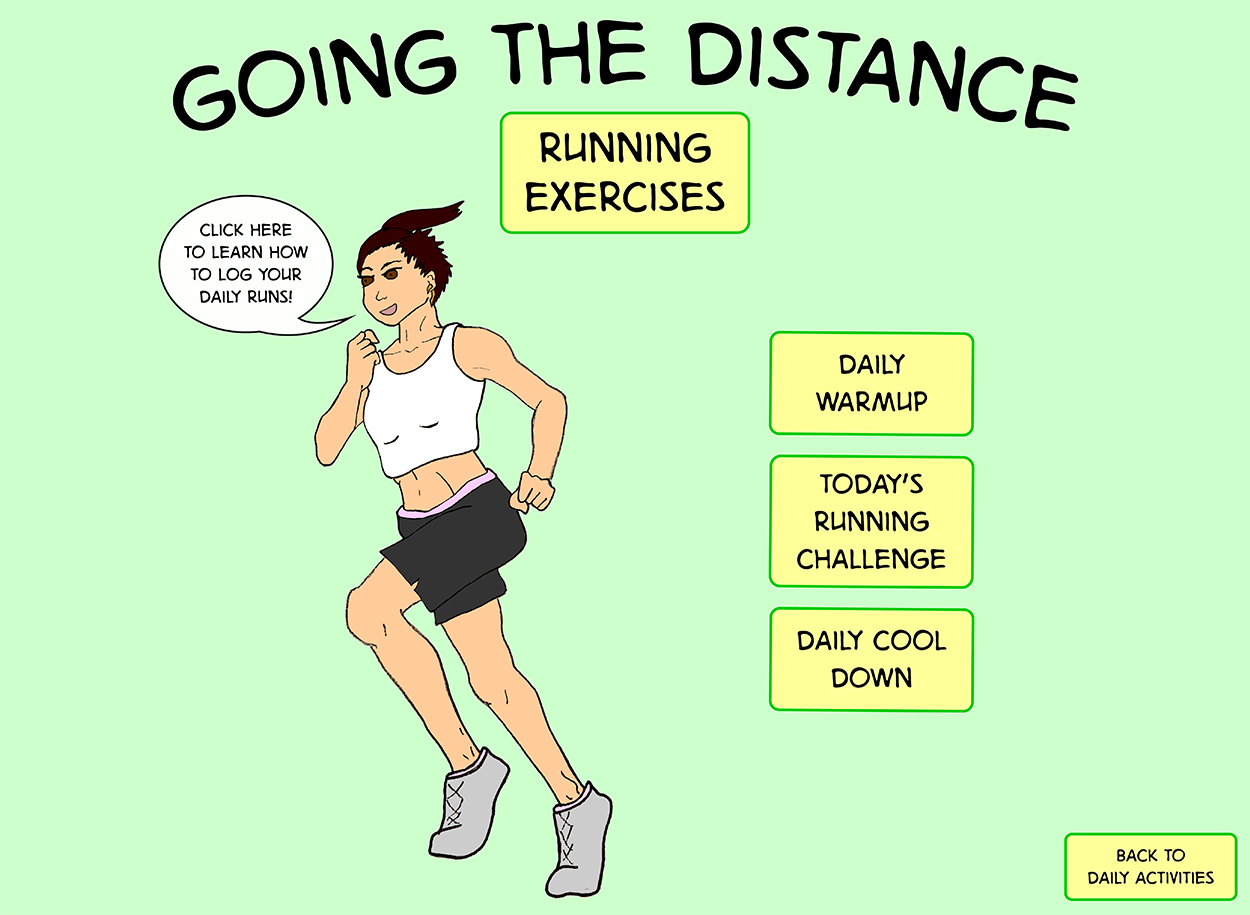 GOING THE DISTANCE
RUNNING
EXERCISES
CLICK HERE
TO LEARN HOW
TO LOG YOUR
DAILY RUNS!
DAILY
WARMUP
TODAY'S
RUNNING
CHALLENGE
DAILY COOL
DOWN
BACK TO
DAILY ACTIVITIES